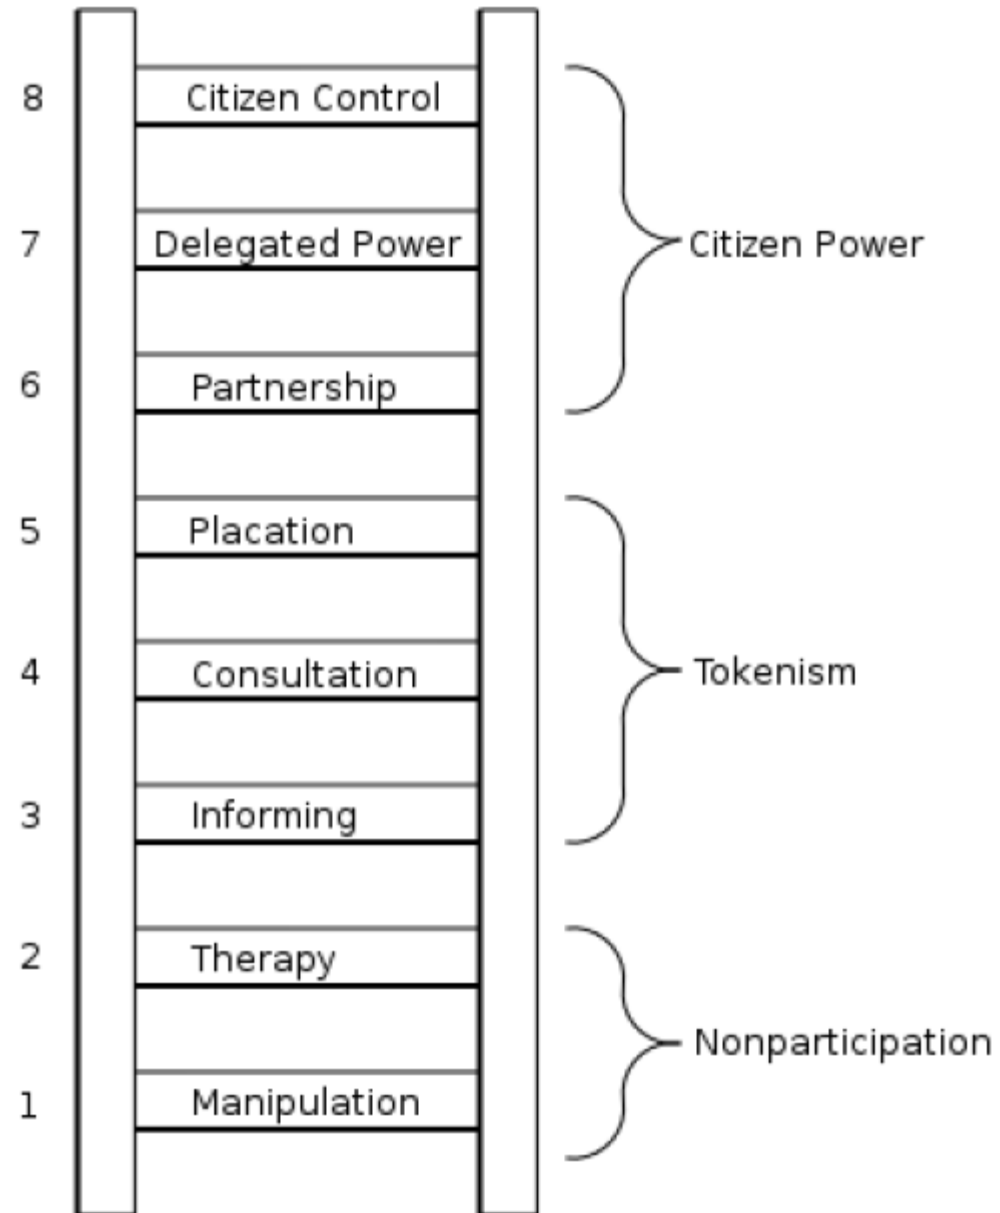 8 Citizen Control
7 Delegated Power
Citizen Power
6 Partnership
5 Placation
4 Consultation
Tokenism
3 Informing
2 Therapy
Nonparticipation
1 Manipulation